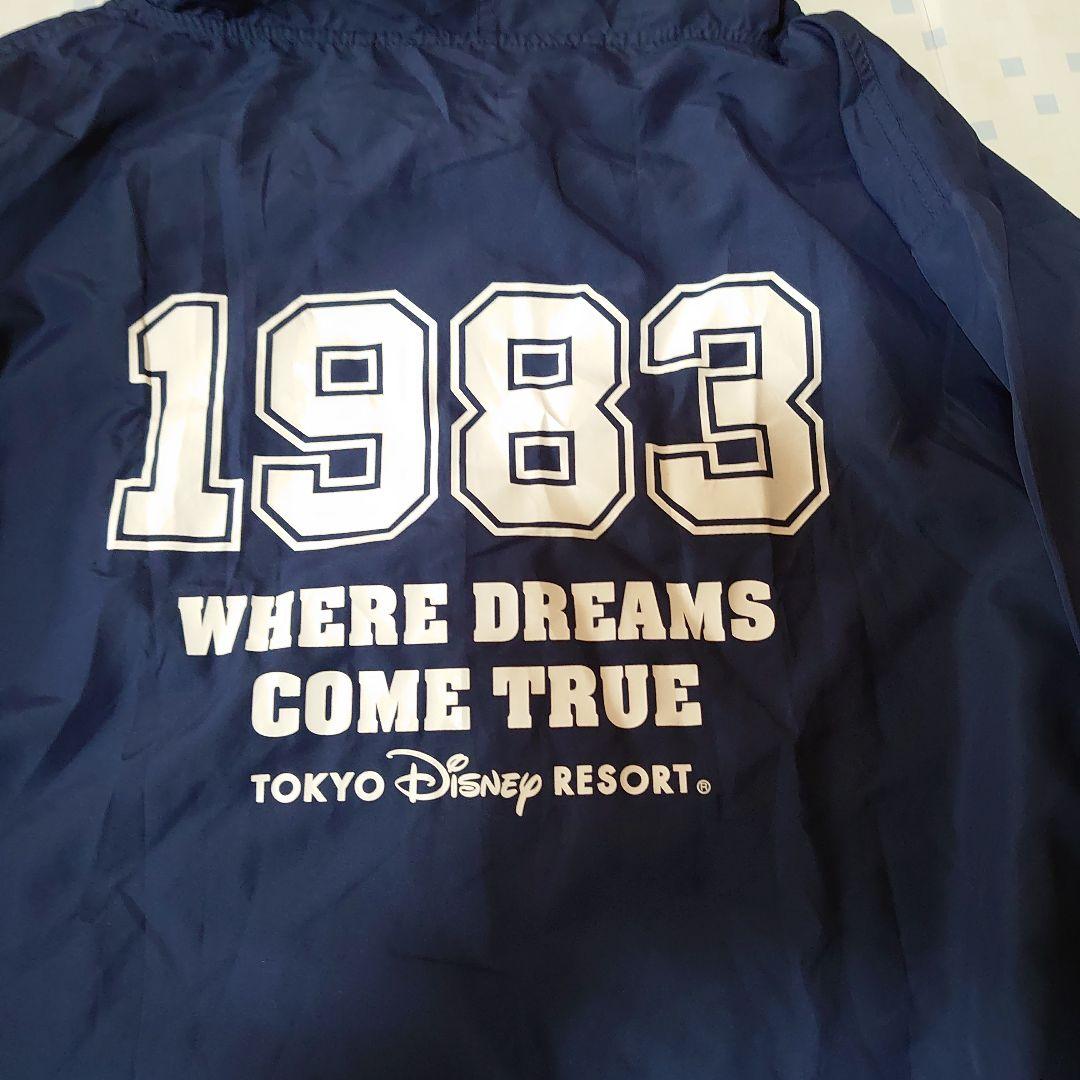 1983
WHERE DREAMS
COME TRUE
TOKYO Disney RESORT®